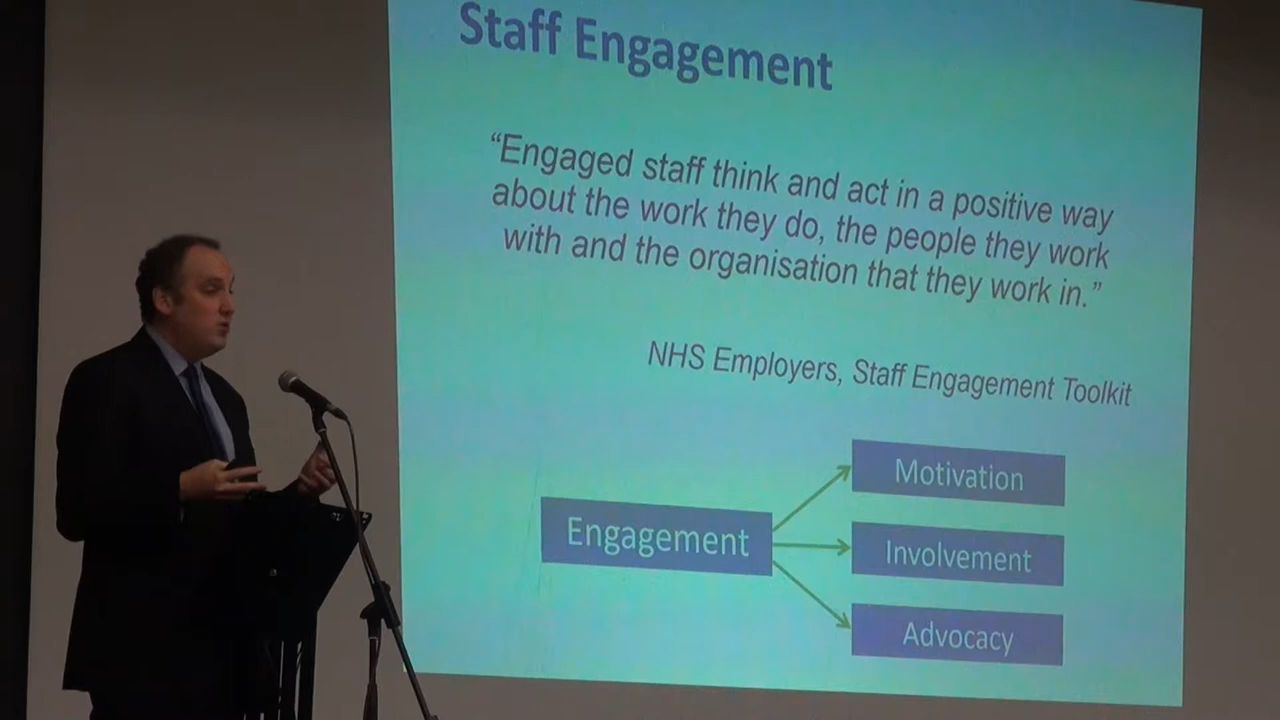 Staff Engagement
“Engaged staff think and act in a positive way
about the work they do, the people they work
with and the organisation that they work in.”
NHS Employers, Staff Engagement Toolkit
Motivation
Engagement
Involvement
Advocacy